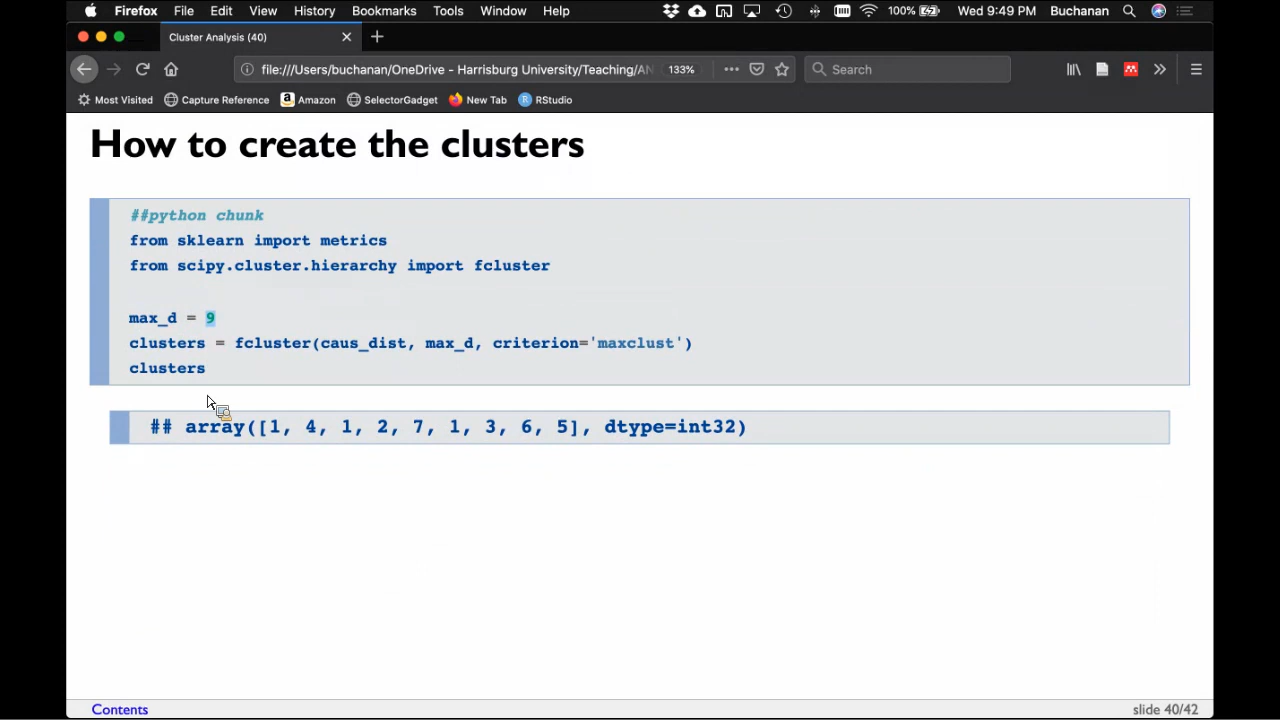 Firefox File Edit View History Bookmarks Tools Window Help 100% Wed 9:49 PM Buchanan
Cluster Analysis (40)
file:///Users/buchanan/OneDrive - Harrisburg University/Teaching/AN 133% Search
Most Visited Capture Reference Amazon SelectorGadget New Tab RStudio
How to create the clusters
##python chunk
from sklearn import metrics
from scipy.cluster.hierarchy import fcluster
max_d = 9
clusters = fcluster(caus_dist, max_d, criterion='maxclust')
clusters
## array([1, 4, 1, 2, 7, 1, 3, 6, 5], dtype=int32)
Contents slide 40/42